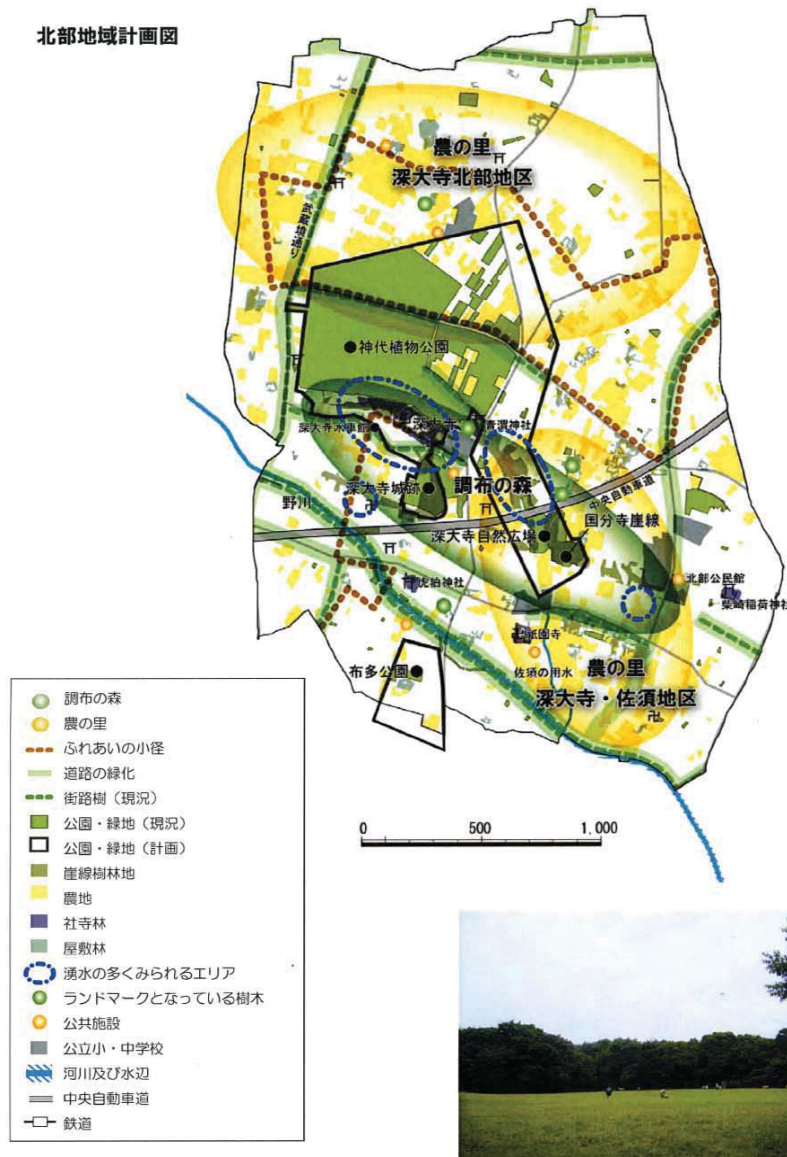 北部地域計画図
農の里
深大寺北部地区
武蔵境通り
神代植物公園
深大寺
深大寺水車館
青渭神社
深大寺城跡
調布の森
中央自動車道
野川
国分寺崖線
深大寺自然広場
虎狛神社
北部公民館
柴崎稲荷神社
祇園寺
佐須の用水
布多公園
農の里
深大寺・佐須地区
調布の森
農の里
ふれあいの小径
道路の緑化
街路樹（現況）
公園・緑地（現況）
公園・緑地（計画）
崖線樹林地
農地
社寺林
屋敷林
湧水の多くみられるエリア
ランドマークとなっている樹木
公共施設
公立小・中学校
河川及び水辺
中央自動車道
鉄道
0 500 1,000